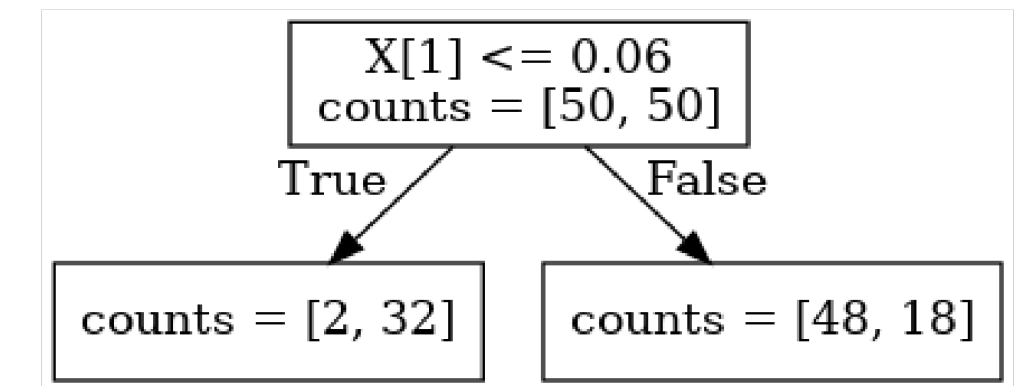 X[1] <= 0.06
counts = [50, 50]
True
False
counts = [2, 32]
counts = [48, 18]